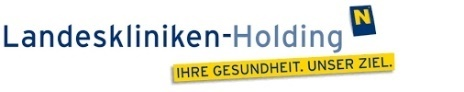 Landeskliniken-Holding N
IHRE GESUNDHEIT. UNSER ZIEL.